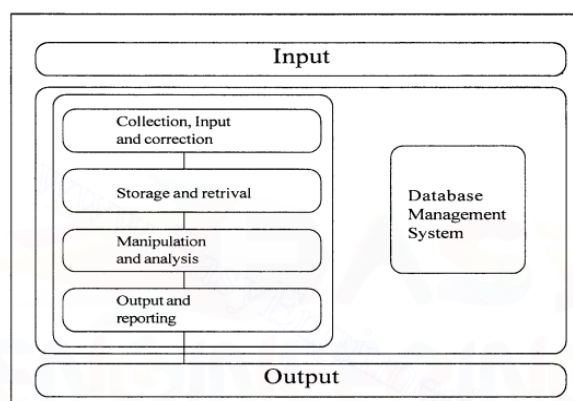 Input
Collection, Input
and correction
Storage and retrival
Manipulation
and analysis
Output and
reporting
Database
Management
System
Output